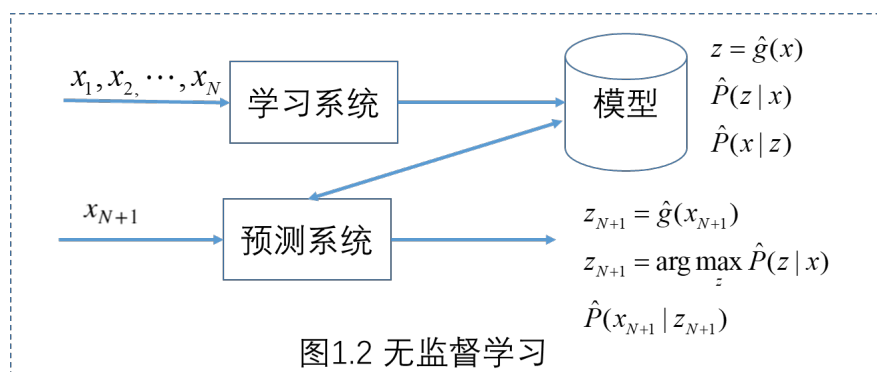 x₁, x₂, ⋯, x_N
学习系统
模型
z = ĝ(x)
P̂(z | x)
P̂(x | z)
x_{N+1}
预测系统
z_{N+1} = ĝ(x_{N+1})
z_{N+1} = arg max_z P̂(z | x)
P̂(x_{N+1} | z_{N+1})
图1.2 无监督学习